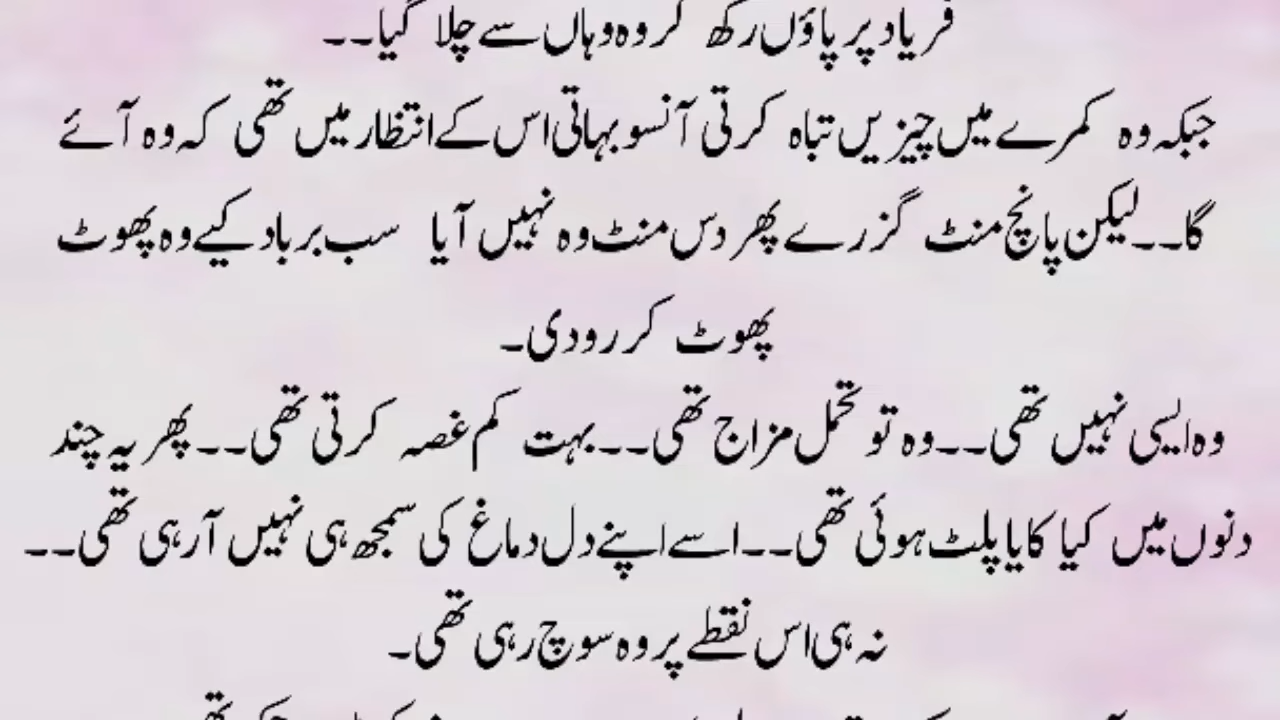 فریاد پر پاؤں رکھ کر وہ وہاں سے چلا گیا۔۔
جبکہ وہ کمرے میں چیزیں تباہ کرتی آنسو بہاتی اس کے انتظار میں تھی کہ وہ آئے
گا۔۔لیکن پانچ منٹ گزرے پھر دس منٹ وہ نہیں آیا سب برباد کیے وہ پھوٹ
پھوٹ کر رودی۔
وہ ایسی نہیں تھی۔۔وہ تو تحمل مزاج تھی۔۔بہت کم غصہ کرتی تھی۔۔پھر یہ چند
دنوں میں کیا کایا پلٹ ہوئی تھی۔۔اسے اپنے دل دماغ کی سمجھ ہی نہیں آرہی تھی۔۔
نہ ہی اس نقطے پر وہ سوچ رہی تھی۔